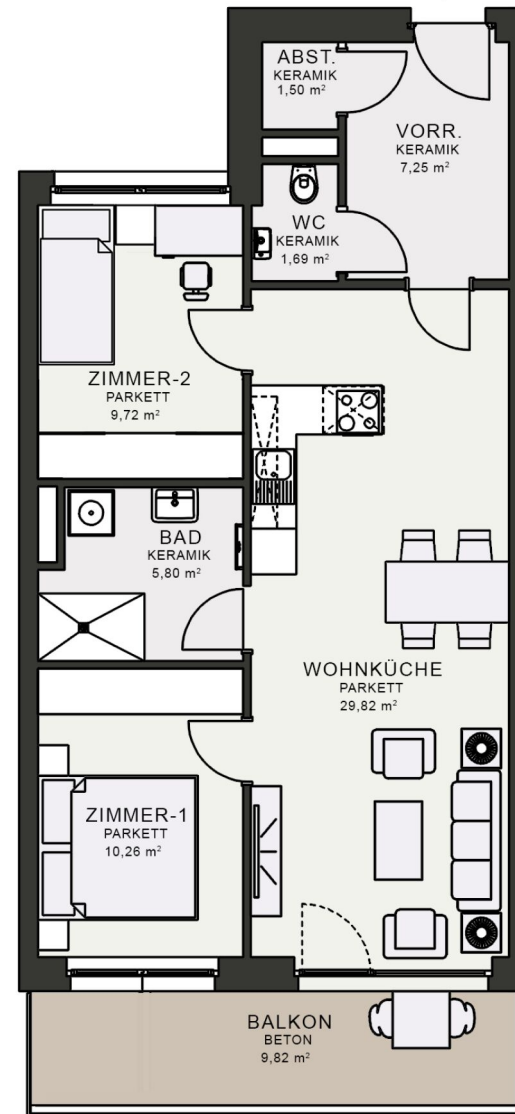 ABST.
KERAMIK
1,50 m²
VORR.
KERAMIK
7,25 m²
WC
KERAMIK
1,69 m²
ZIMMER-2
PARKETT
9,72 m²
BAD
KERAMIK
5,80 m²
WOHNKÜCHE
PARKETT
29,82 m²
ZIMMER-1
PARKETT
10,26 m²
BALKON
BETON
9,82 m²